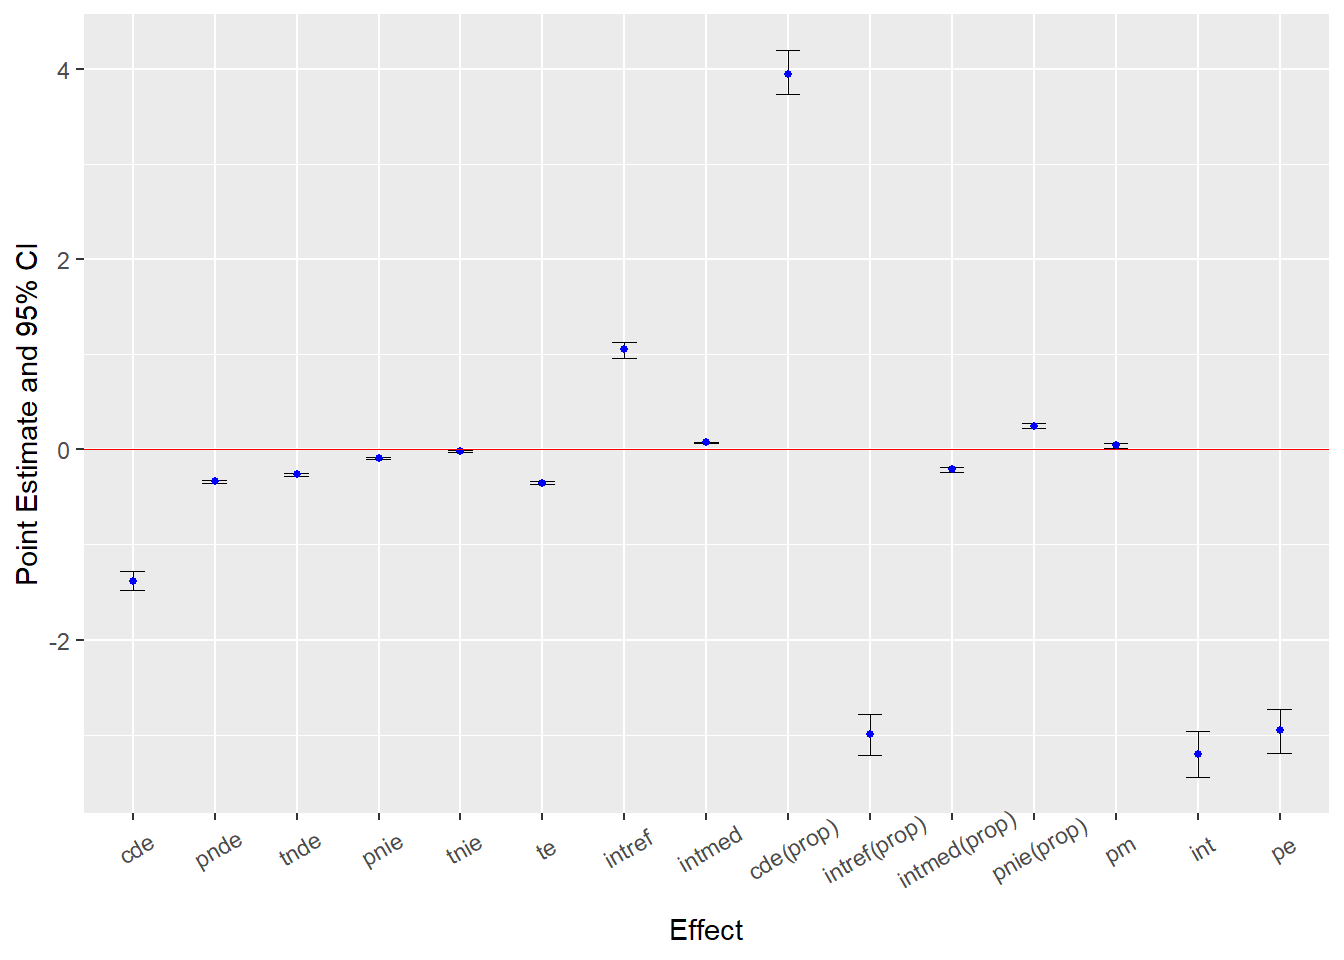 Point Estimate and 95% CI
4
2
0
-2
cde
pnde
tnde
pnie
tnie
te
intref
intmed
cde(prop)
intref(prop)
intmed(prop)
pnie(prop)
pm
int
pe
Effect